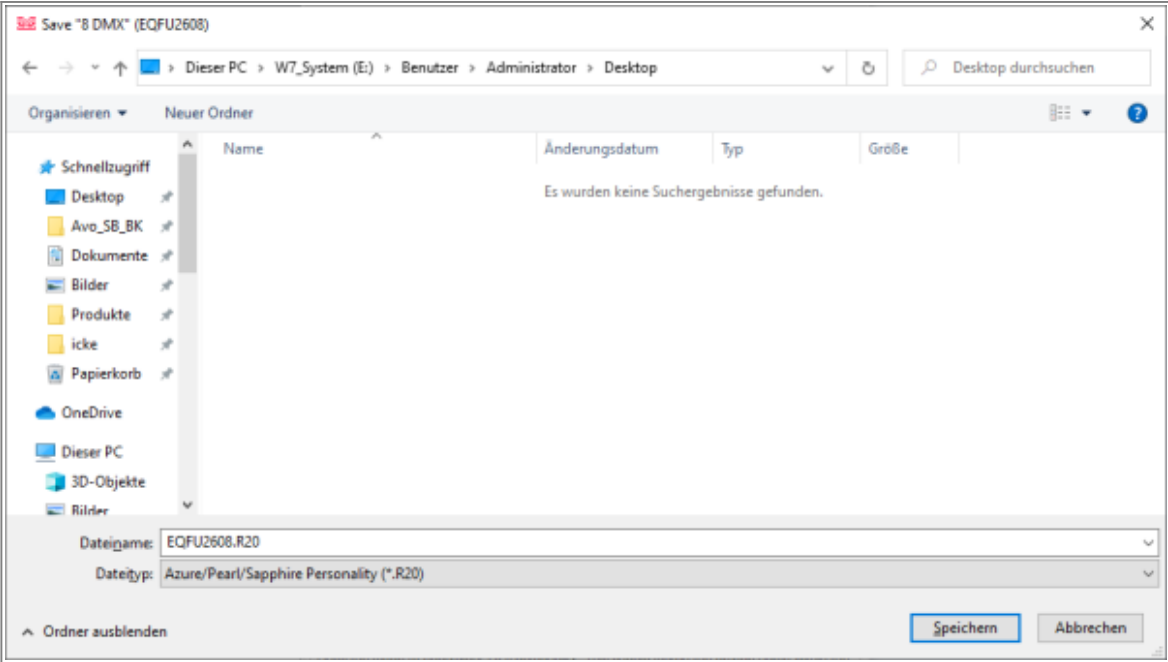 Save "8 DMX" (EQFU2608)
Dieser PC > W7_System (E:) > Benutzer > Administrator > Desktop
Desktop durchsuchen
Organisieren
Neuer Ordner
Name
Änderungsdatum
Typ
Größe
Es wurden keine Suchergebnisse gefunden.
Schnellzugriff
Desktop
Avo_SB_BK
Dokumente
Bilder
Produkte
icke
Papierkorb
OneDrive
Dieser PC
3D-Objekte
Bilder
Dateiname: EQFU2608.R20
Dateityp: Azure/Pearl/Sapphire Personality (*.R20)
Ordner ausblenden
Speichern
Abbrechen